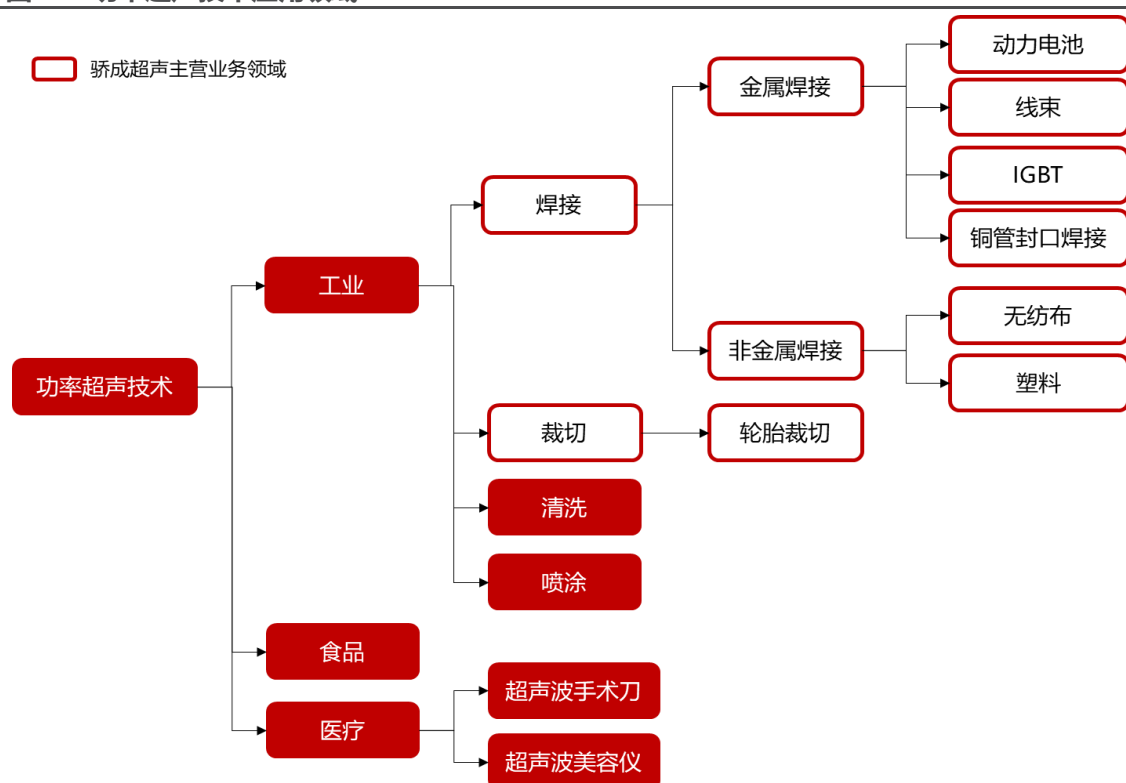 骄成超声主营业务领域
动力电池
金属焊接
线束
IGBT
焊接
铜管封口焊接
工业
无纺布
非金属焊接
功率超声技术
塑料
裁切
轮胎裁切
清洗
喷涂
食品
超声波手术刀
医疗
超声波美容仪